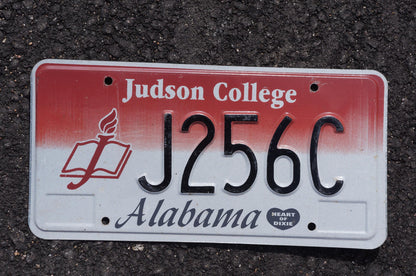 Judson College
J256C
Alabama
HEART
OF
DIXIE